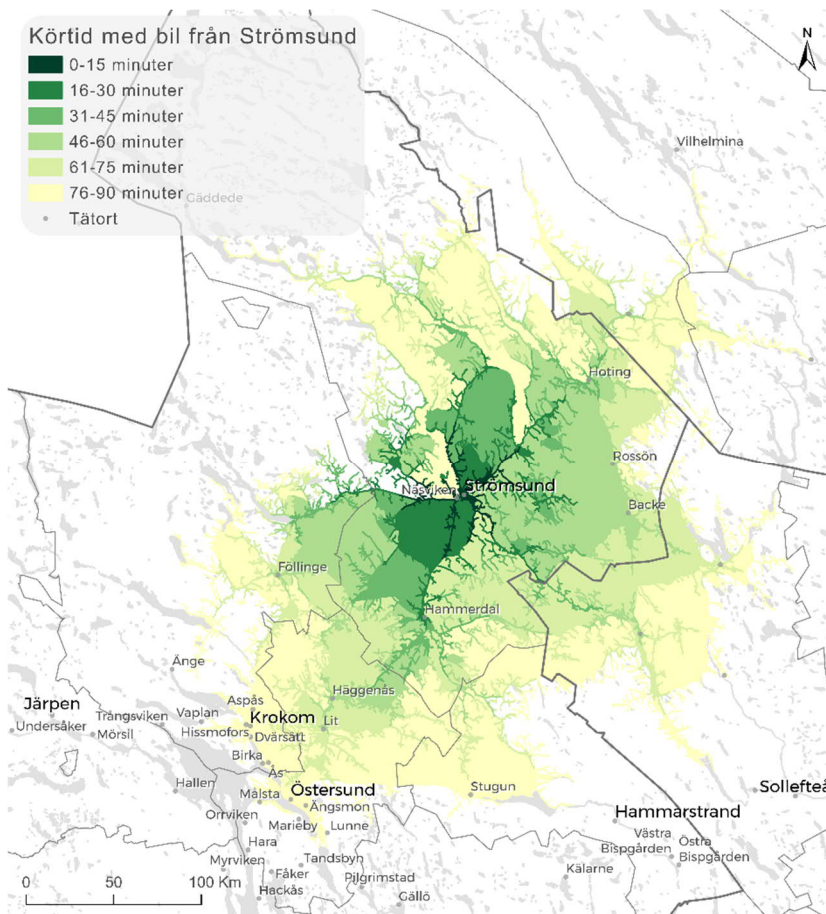 Körtid med bil från Strömsund
0-15 minuter
16-30 minuter
31-45 minuter
46-60 minuter
61-75 minuter
76-90 minuter
Tätort
N
Vilhelmina
Gäddede
Hoting
Rossön
Näsviken
Strömsund
Backe
Föllinge
Hammerdal
Änge
Häggenås
Järpen
Aspås
Trångsviken
Vaplan
Krokom
Lit
Undersåker
Mörsil
Hissmofors
Dvärsätt
Birka
Ås
Hallen
Målsta
Östersund
Stugun
Sollefteå
Ängsmon
Hammarstrand
Orrviken
Marieby
Lunne
Västra
Bispgården
Östra
Bispgården
Hara
Myrviken
Tandsbyn
Fåker
Pilgrimstad
Kälarne
Hackås
Gällö
0 50 100 Km